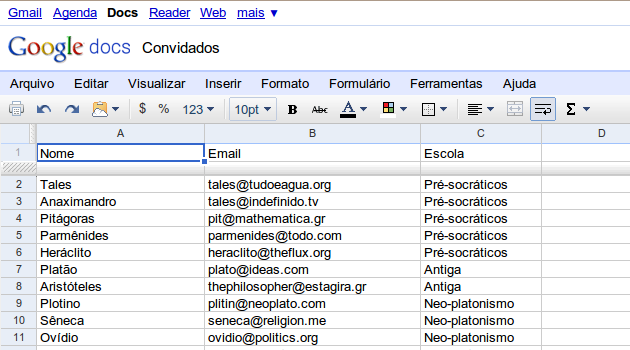 Gmail Agenda Docs Reader Web mais ▼
Google docs Convidados
Arquivo Editar Visualizar Inserir Formato Formulário Ferramentas Ajuda
$ % 123 10pt B Abc A Σ
A B C D
1 Nome Email Escola
2 Tales tales@tudoeagua.org Pré-socráticos
3 Anaximandro tales@indefinido.tv Pré-socráticos
4 Pitágoras pit@mathematica.gr Pré-socráticos
5 Parmênides parmenides@todo.com Pré-socráticos
6 Heráclito heraclito@theflux.org Pré-socráticos
7 Platão plato@ideas.com Antiga
8 Aristóteles thephilosopher@estagira.gr Antiga
9 Plotino plitin@neoplato.com Neo-platonismo
10 Sêneca seneca@religion.me Neo-platonismo
11 Ovídio ovidio@politics.org Neo-platonismo